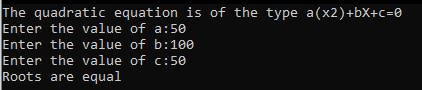 The quadratic equation is of the type a(x2)+bX+c=0
Enter the value of a:50
Enter the value of b:100
Enter the value of c:50
Roots are equal